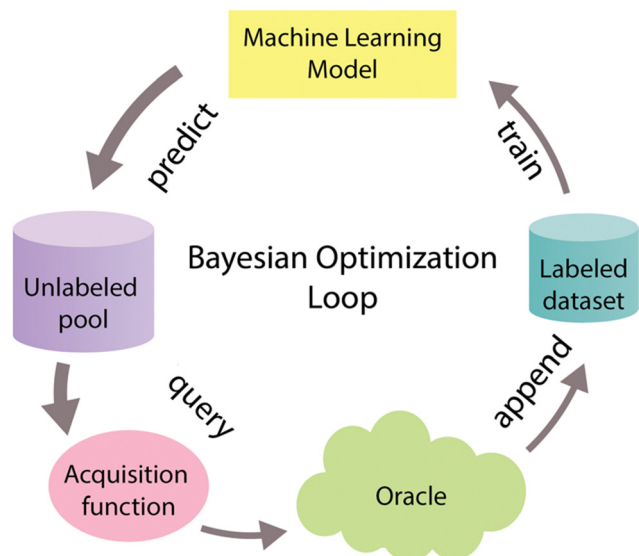 Machine Learning
Model
predict
train
Unlabeled
pool
Bayesian Optimization
Loop
Labeled
dataset
query
append
Acquisition
function
Oracle